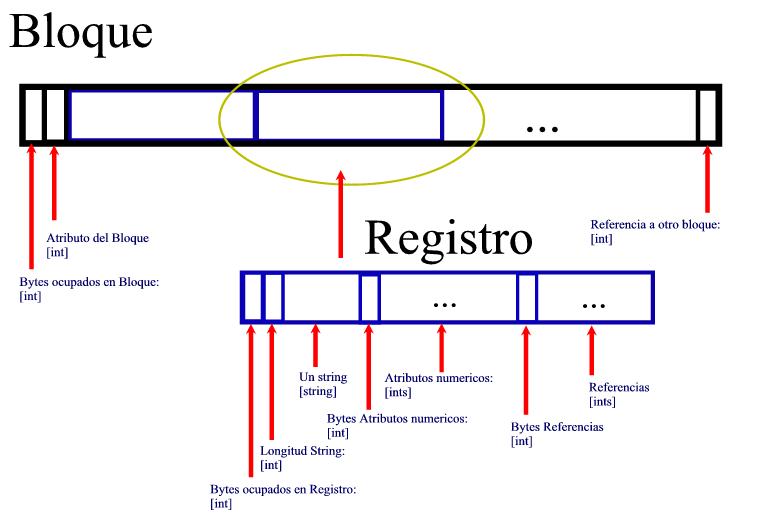 Bloque
...
Atributo del Bloque
[int]
Referencia a otro bloque:
[int]
Bytes ocupados en Bloque:
[int]
Registro
...
...
Un string
[string]
Atributos numericos:
[ints]
Referencias
[ints]
Bytes Atributos numericos:
[int]
Bytes Referencias
[int]
Longitud String:
[int]
Bytes ocupados en Registro:
[int]